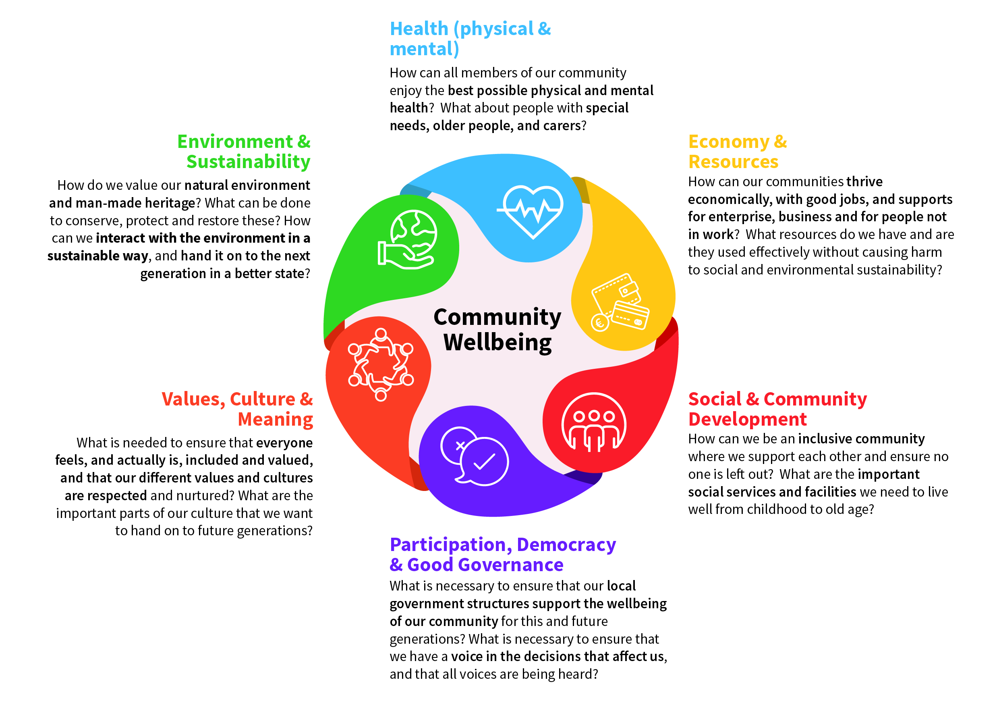 Health (physical &
mental)
How can all members of our community
enjoy the best possible physical and mental
health?  What about people with special
needs, older people, and carers?
Economy &
Resources
How can our communities thrive
economically, with good jobs, and supports
for enterprise, business and for people not
in work?  What resources do we have and are
they used effectively without causing harm
to social and environmental sustainability?
Social & Community
Development
How can we be an inclusive community
where we support each other and ensure no
one is left out?  What are the important
social services and facilities we need to live
well from childhood to old age?
Participation, Democracy
& Good Governance
What is necessary to ensure that our local
government structures support the wellbeing
of our community for this and future
generations? What is necessary to ensure that
we have a voice in the decisions that affect us,
and that all voices are being heard?
Values, Culture &
Meaning
What is needed to ensure that everyone
feels, and actually is, included and valued,
and that our different values and cultures
are respected and nurtured? What are the
important parts of our culture that we want
to hand on to future generations?
Environment &
Sustainability
How do we value our natural environment
and man-made heritage? What can be done
to conserve, protect and restore these? How
can we interact with the environment in a
sustainable way, and hand it on to the next
generation in a better state?
Community
Wellbeing
€